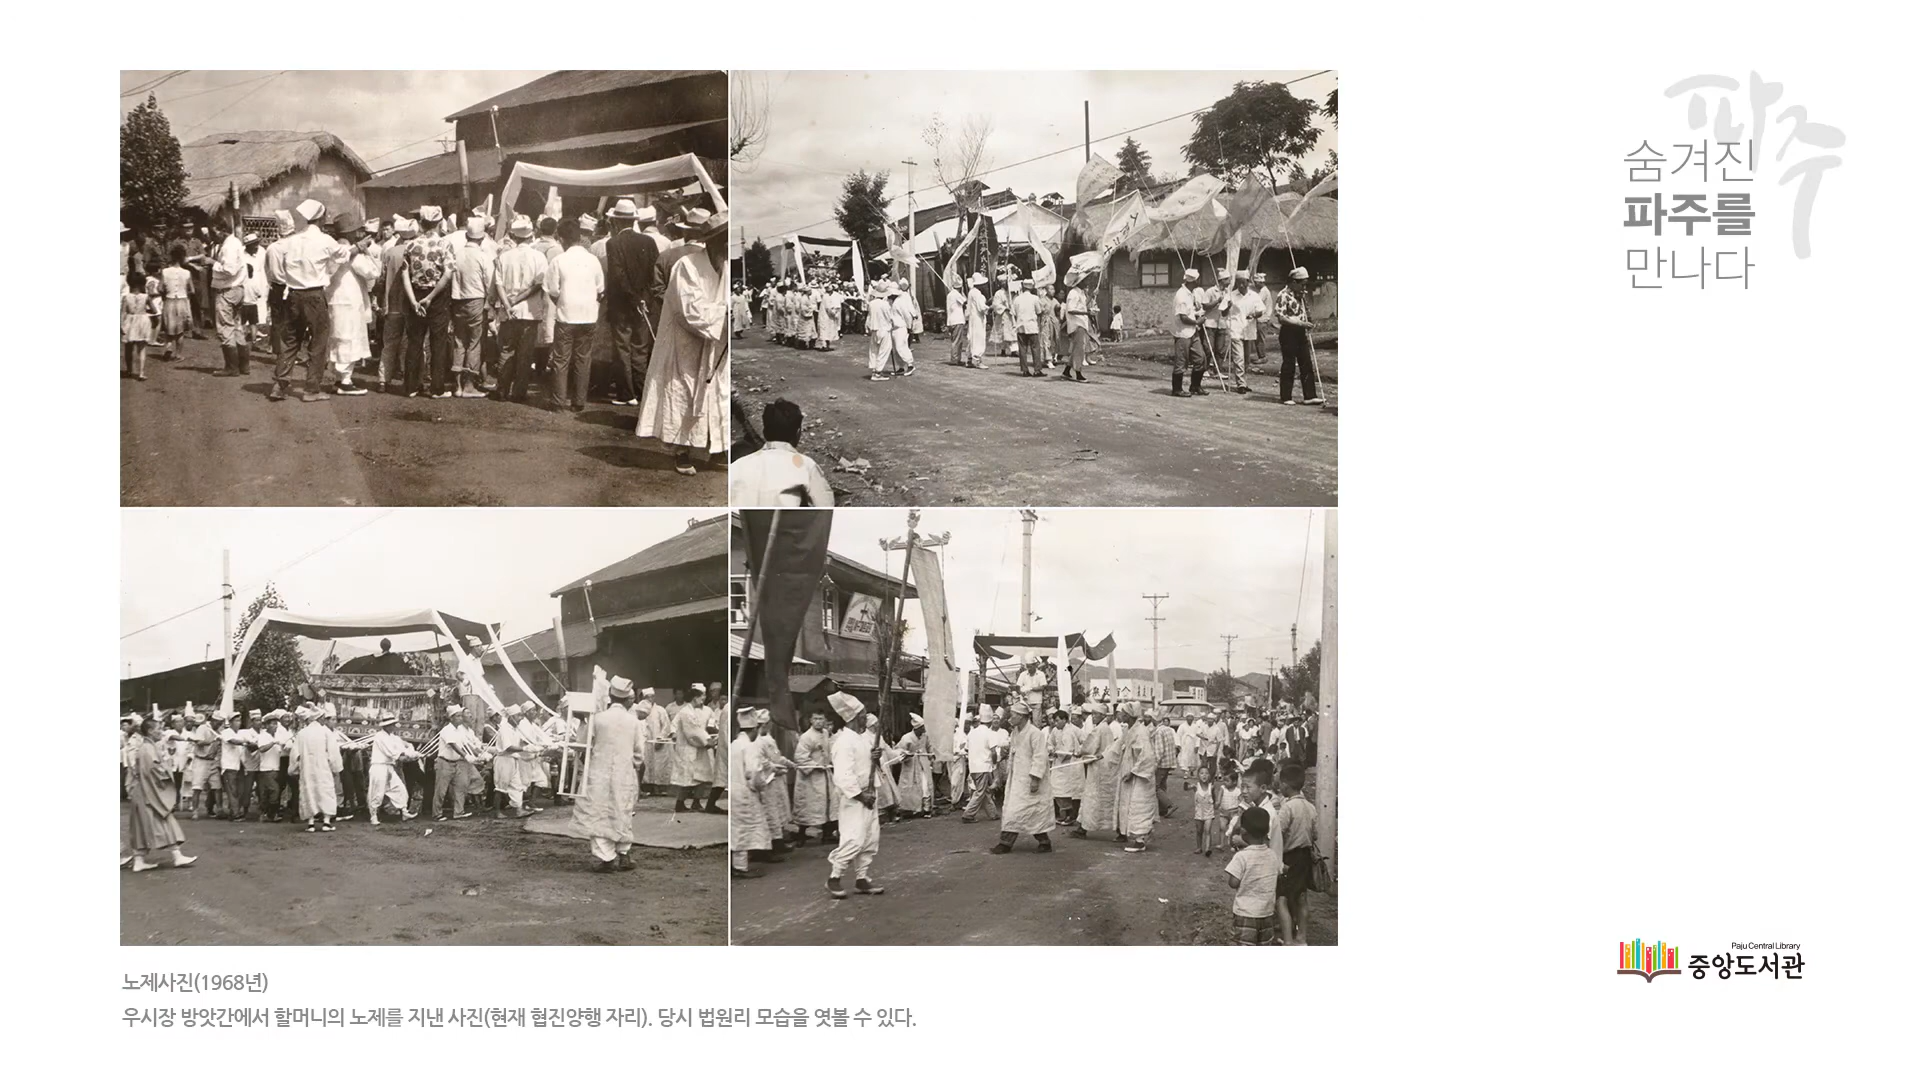 파주
숨겨진
파주를
만나다
노제사진(1968년)
우시장 방앗간에서 할머니의 노제를 지낸 사진(현재 협진양행 자리). 당시 법원리 모습을 엿볼 수 있다.
Paju Central Library
중앙도서관